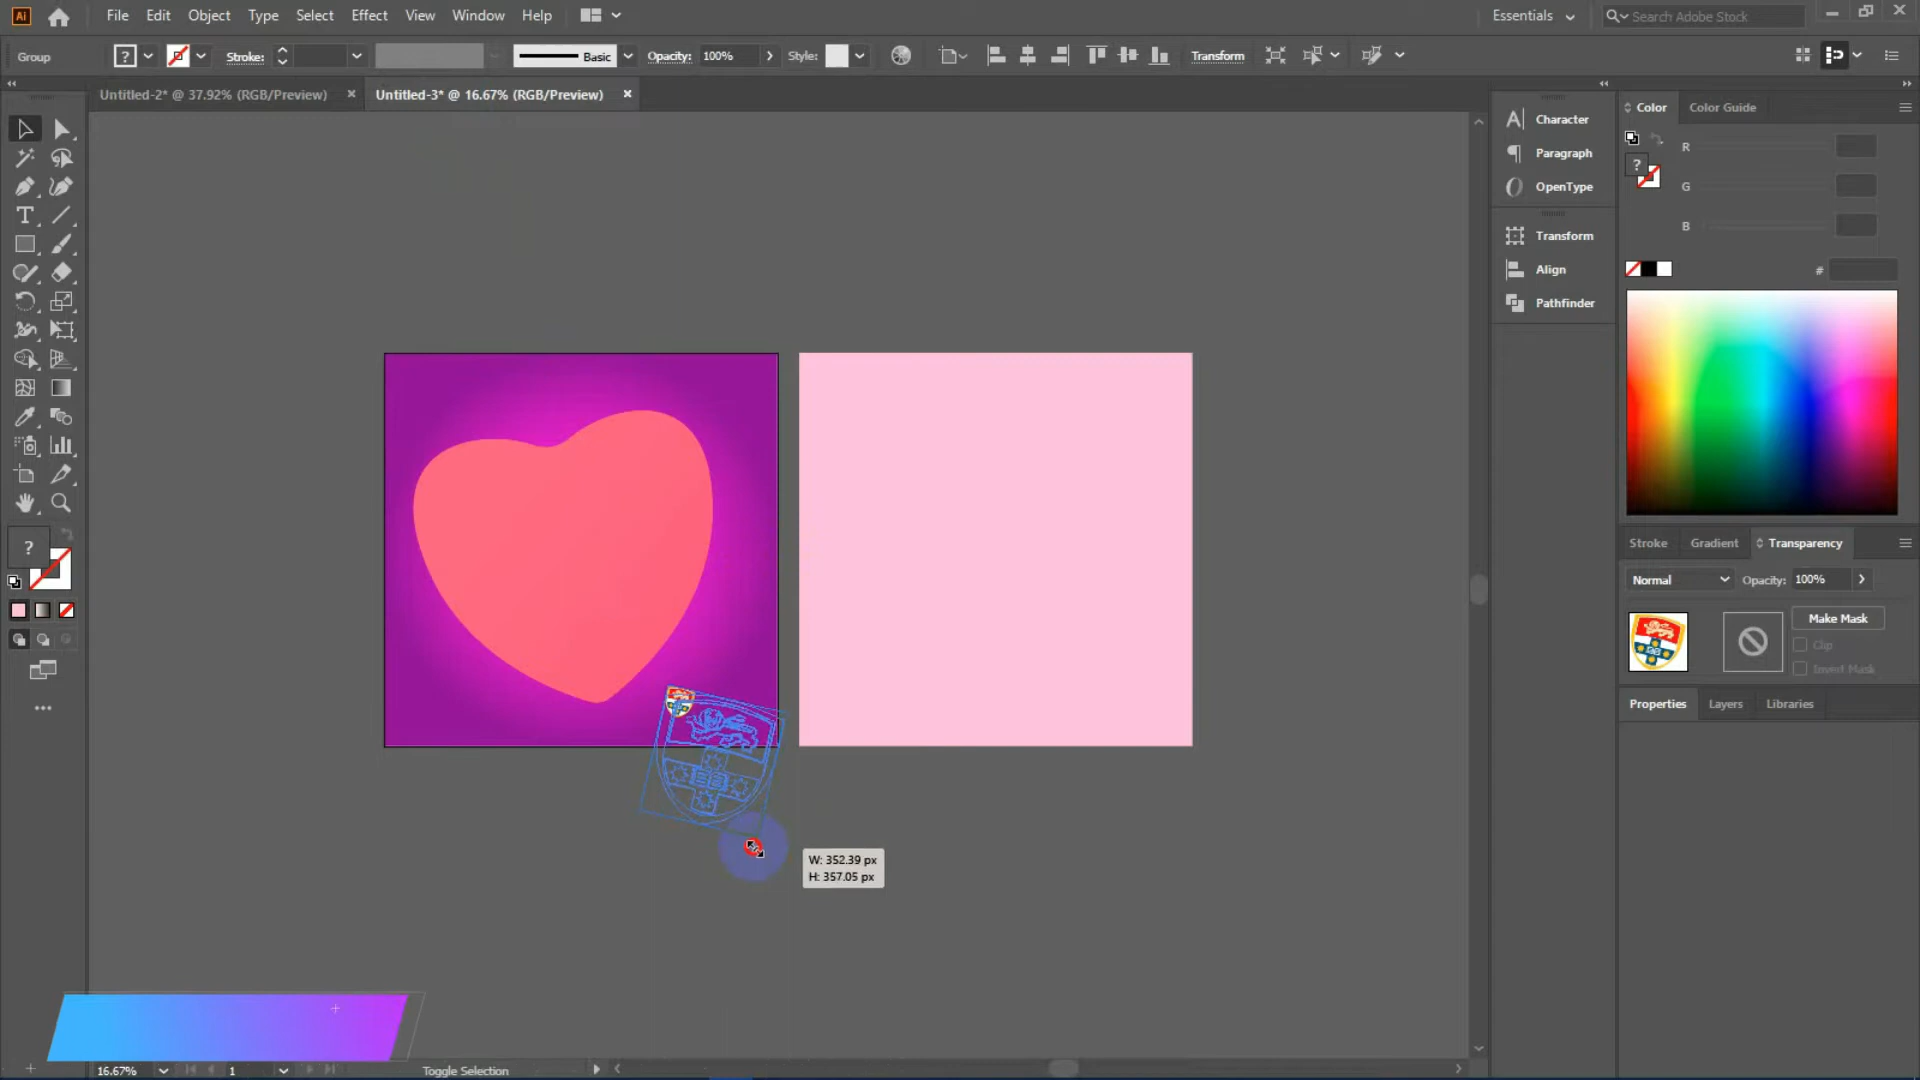 Ai File Edit Object Type Select Effect View Window Help Essentials Search Adobe Stock
Group ? Stroke: Basic Opacity: 100% Style: Transform
Untitled-2* @ 37.92% (RGB/Preview) × Untitled-3* @ 16.67% (RGB/Preview) ×
Color Color Guide
Character
Paragraph
OpenType
Transform
Align
Pathfinder
R
?
G
B
#
T
?
W: 352.39 px
H: 357.05 px
Stroke Gradient Transparency
Normal Opacity: 100%
Make Mask
Clip
Invert Mask
Properties Layers Libraries
16.67% 1 Toggle Selection